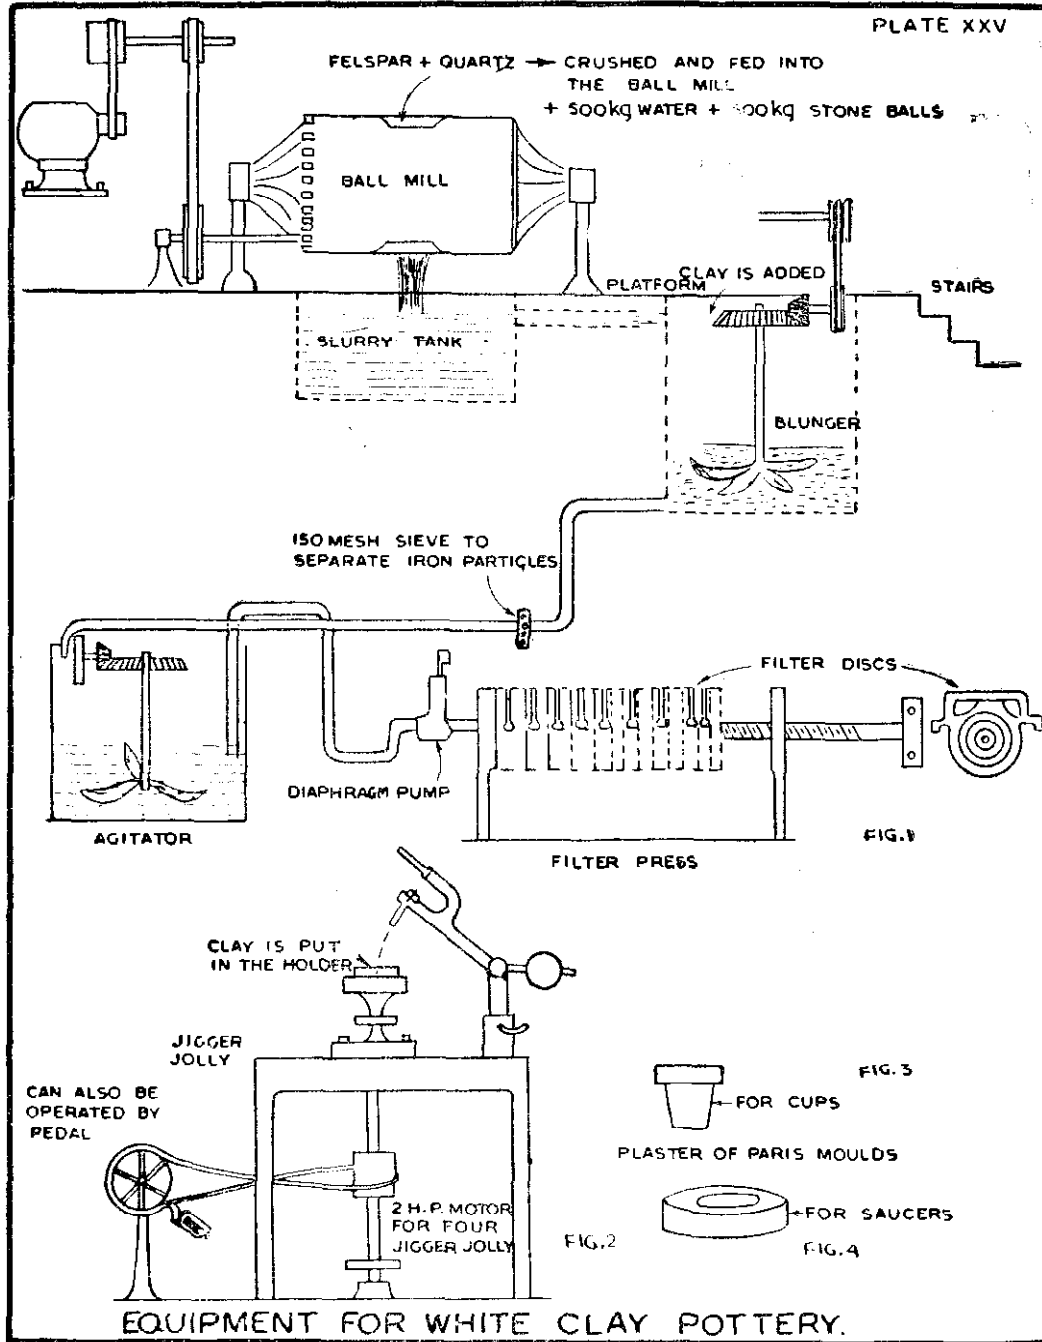 PLATE XXV
FELSPAR + QUARTZ → CRUSHED AND FED INTO
THE BALL MILL
+ 500kg WATER + 500kg STONE BALLS
BALL MILL
CLAY IS ADDED
PLATFORM
STAIRS
SLURRY TANK
BLUNGER
150 MESH SIEVE TO
SEPARATE IRON PARTICLES
FILTER DISCS
DIAPHRAGM PUMP
AGITATOR
FIG.1
FILTER PRESS
CLAY IS PUT
IN THE HOLDER
JIGGER
JOLLY
CAN ALSO BE
OPERATED BY
PEDAL
2 H.P. MOTOR
FOR FOUR
JIGGER JOLLY
FIG.2
FIG.3
FOR CUPS
PLASTER OF PARIS MOULDS
FOR SAUCERS
FIG.4
EQUIPMENT FOR WHITE CLAY POTTERY.